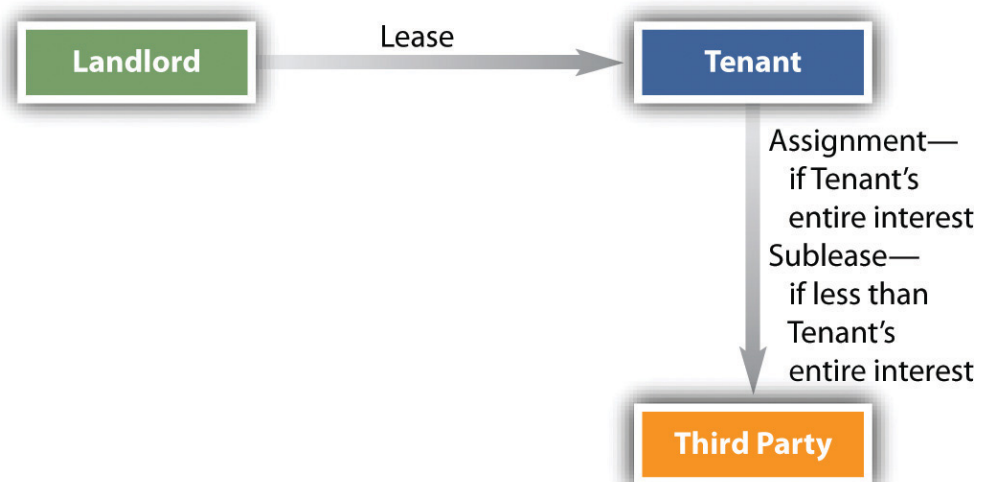 Landlord
Lease
Tenant
Assignment—
if Tenant’s
entire interest
Sublease—
if less than
Tenant’s
entire interest
Third Party